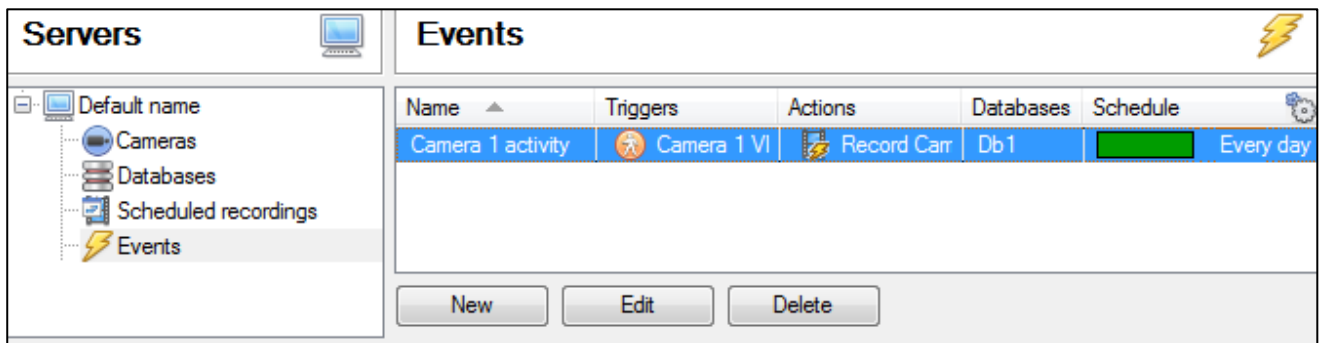 Servers
Events
Default name
Cameras
Databases
Scheduled recordings
Events
Name Triggers Actions Databases Schedule
Camera 1 activity Camera 1 VI Record Carr Db1 Every day
New Edit Delete